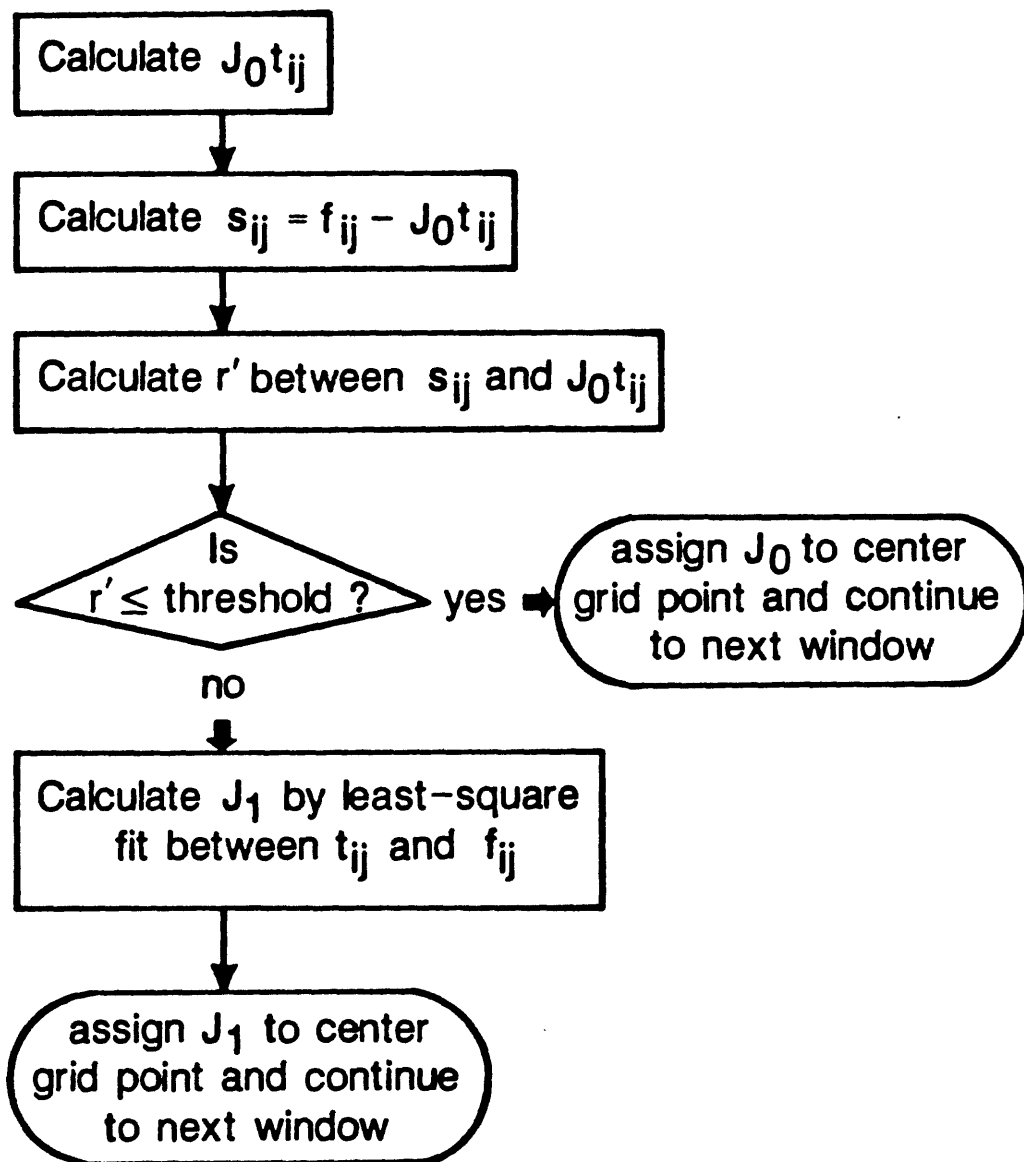 Calculate J₀tᵢⱼ
Calculate sᵢⱼ = fᵢⱼ − J₀tᵢⱼ
Calculate r′ between sᵢⱼ and J₀tᵢⱼ
Is
r′ ≤ threshold ?
yes
assign J₀ to center
grid point and continue
to next window
no
Calculate J₁ by least−square
fit between tᵢⱼ and fᵢⱼ
assign J₁ to center
grid point and continue
to next window